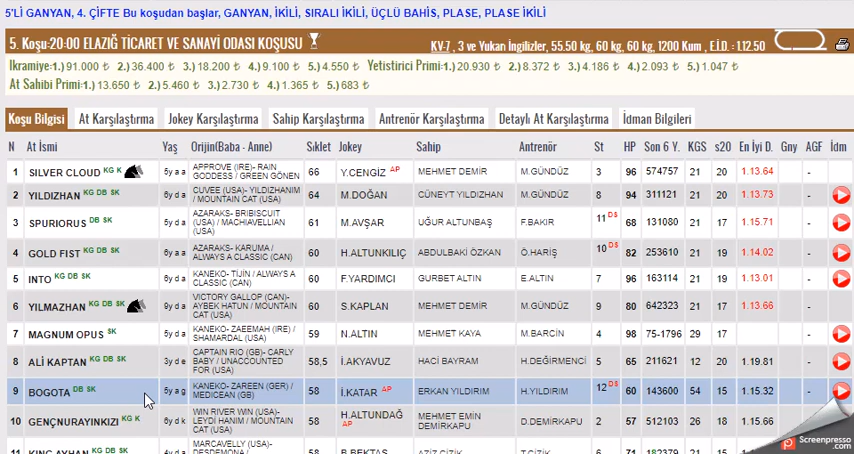 5'Lİ GANYAN, 4. ÇİFTE Bu koşudan başlar, GANYAN, İKİLİ, SIRALI İKİLİ, ÜÇLÜ BAHİS, PLASE, PLASE İKİLİ
5. Koşu:20:00 ELAZIĞ TİCARET VE SANAYİ ODASI KOŞUSU KV-7 , 3 ve Yukarı İngilizler, 55.50 kg, 60 kg, 60 kg, 1200 Kum , E.İ.D. : 1.12.50
Ikramiye:1.) 91.000 ₺ 2.) 36.400 ₺ 3.) 18.200 ₺ 4.) 9.100 ₺ 5.) 4.550 ₺ Yetistirici Primi:1.) 20.930 ₺ 2.) 8.372 ₺ 3.) 4.186 ₺ 4.) 2.093 ₺ 5.) 1.047 ₺
At Sahibi Primi:1.) 13.650 ₺ 2.) 5.460 ₺ 3.) 2.730 ₺ 4.) 1.365 ₺ 5.) 683 ₺
Koşu Bilgisi At Karşılaştırma Jokey Karşılaştırma Sahip Karşılaştırma Antrenör Karşılaştırma Detaylı At Karşılaştırma İdman Bilgileri
N At İsmi Yaş Orijin(Baba - Anne) Sıklet Jokey Sahip Antrenör St HP Son 6 Y. KGS s20 En İyi D. Gny AGF İdm
1 SILVER CLOUD KG K 5y a a APPROVE (IRE)- RAIN GODDESS / GREEN GÖNEN 66 Y.CENGİZ AP MEHMET DEMİR M.GÜNDÜZ 3 96 574757 21 20 1.13.64 -
2 YILDIZHAN KG DB SK 6y d a CUVEE (USA)- YILDIZHANIM / MOUNTAIN CAT (USA) 64 M.DOĞAN CÜNEYT YILDIZHAN M.GÜNDÜZ 8 94 311121 21 20 1.13.73 -
3 SPURIORUS DB SK 5y d a AZARAKS- BRIBISCUIT (USA) / MACHIAVELLIAN (USA) 61 M.AVŞAR UĞUR ALTUNBAŞ F.BAKIR 11 DS 68 131080 21 17 1.15.71 -
4 GOLD FIST KG DB SK 6y a a AZARAKS- KARUMA / ALWAYS A CLASSIC (CAN) 60 H.ALTUNKILIÇ ABDULBAKİ ÖZKAN Ö.HARİŞ 10 DS 82 253610 21 19 1.14.02 -
5 INTO KG DB SK 6y d a KANEKO- TİJİN / ALWAYS A CLASSIC (CAN) 60 F.YARDIMCI GURBET ALTIN E.ALTIN 7 96 163114 21 19 1.13.01 -
6 YILMAZHAN KG DB SK 9y d a VICTORY GALLOP (CAN)- AYBEK HATUN / MOUNTAIN CAT (USA) 60 S.KAPLAN MEHMET DEMİR M.GÜNDÜZ 9 80 642323 21 17 1.13.66 -
7 MAGNUM OPUS SK 5y d a KANEKO- ZAEEMAH (IRE) / SHAMARDAL (USA) 59 N.ALTIN MEHMET KAYA M.BARCİN 4 98 75-1796 29 17 -
8 ALİ KAPTAN KG DB SK 3y d e CAPTAIN RIO (GB)- CARLY BABY / UNACCOUNTED FOR (USA) 58,5 İ.AKYAVUZ HACİ BAYRAM H.DEĞİRMENCİ 5 65 211621 12 20 1.19.81 -
9 BOGOTA DB SK 5y a g KANEKO- ZAREEN (GER) / MEDICEAN (GB) 58 İ.KATAR AP ERKAN YILDIRIM H.YILDIRIM 12 DS 60 143600 54 15 1.15.32 -
10 GENÇNURAYINKIZI KG K 6y d k WIN RIVER WIN (USA)- LEYDİ HANIM / MOUNTAIN CAT (USA) 58 H.ALTUNDAĞ AP MEHMET EMİN DEMİRKAPU D.DEMİRKAPU 2 57 512103 26 18 1.15.66
Screenpresso.com